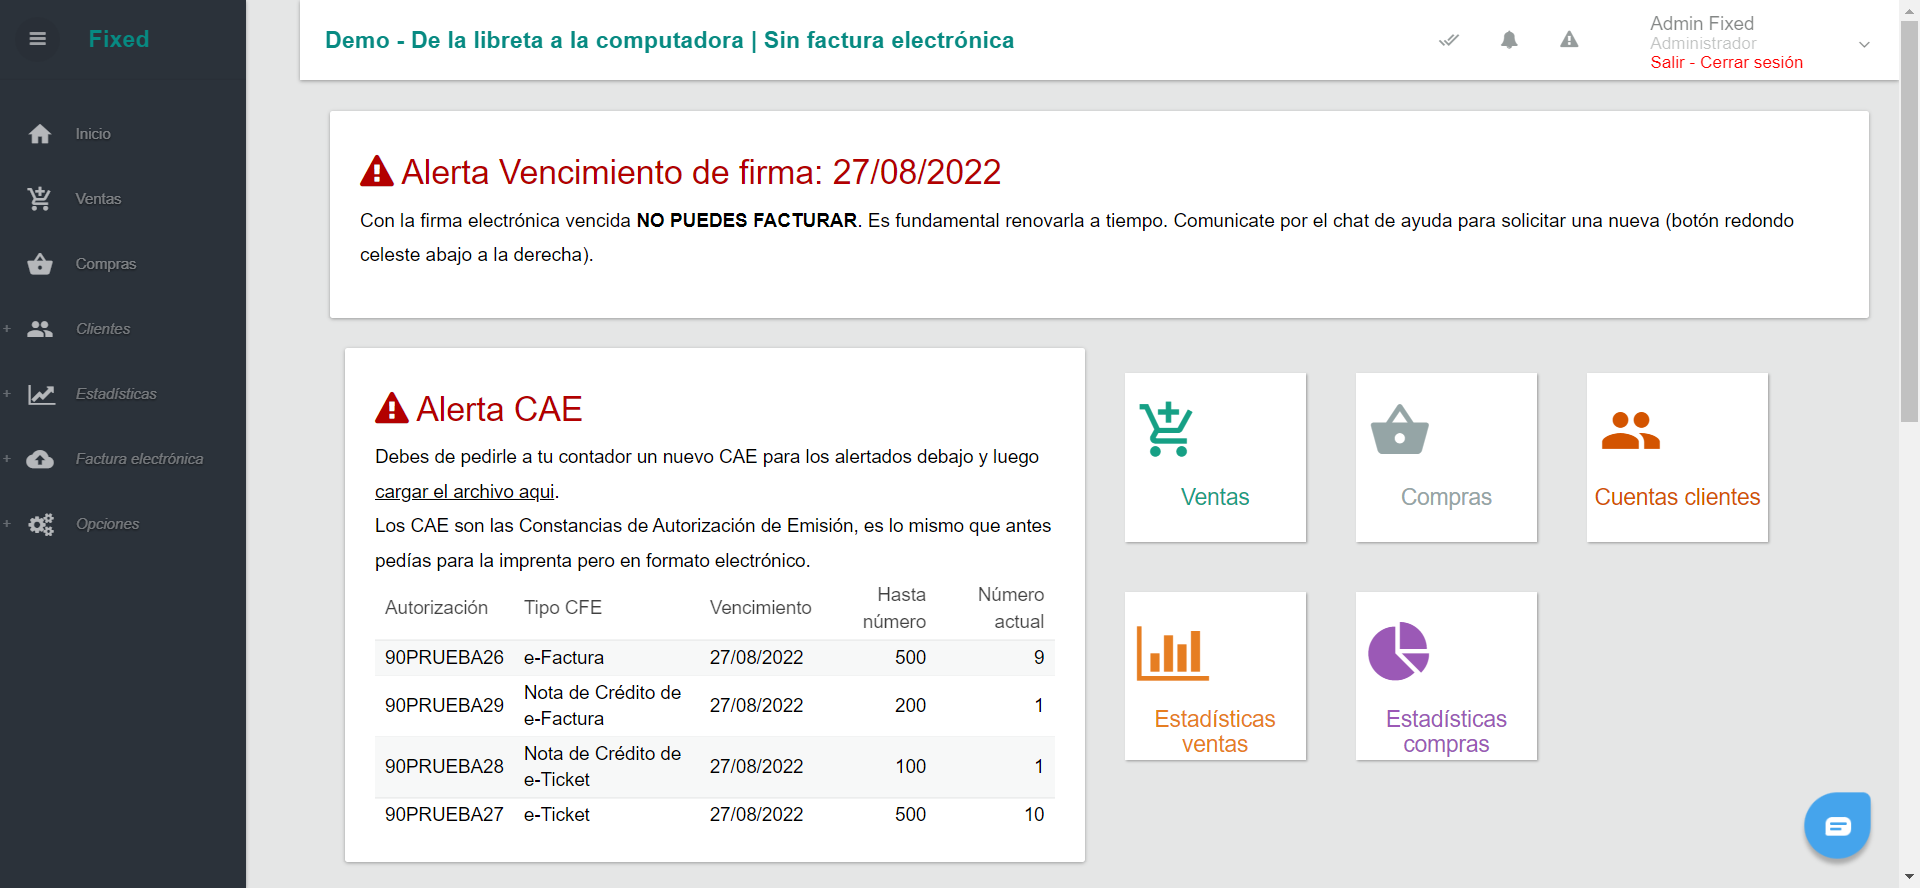 Fixed
Demo - De la libreta a la computadora | Sin factura electrónica
Admin Fixed
Administrador
Salir - Cerrar sesión
Inicio
Ventas
Compras
+ Clientes
+ Estadísticas
+ Factura electrónica
+ Opciones
Alerta Vencimiento de firma: 27/08/2022
Con la firma electrónica vencida NO PUEDES FACTURAR. Es fundamental renovarla a tiempo. Comunicate por el chat de ayuda para solicitar una nueva (botón redondo
celeste abajo a la derecha).
Alerta CAE
Debes de pedirle a tu contador un nuevo CAE para los alertados debajo y luego
cargar el archivo aqui.
Los CAE son las Constancias de Autorización de Emisión, es lo mismo que antes
pedías para la imprenta pero en formato electrónico.
Autorización Tipo CFE Vencimiento Hasta número Número actual
90PRUEBA26 e-Factura 27/08/2022 500 9
90PRUEBA29 Nota de Crédito de e-Factura 27/08/2022 200 1
90PRUEBA28 Nota de Crédito de e-Ticket 27/08/2022 100 1
90PRUEBA27 e-Ticket 27/08/2022 500 10
Ventas
Compras
Cuentas clientes
Estadísticas
ventas
Estadísticas
compras